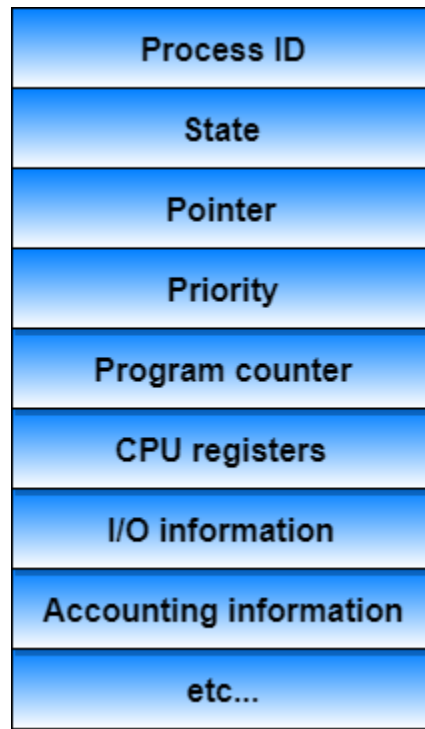 Process ID
State
Pointer
Priority
Program counter
CPU registers
I/O information
Accounting information
etc...